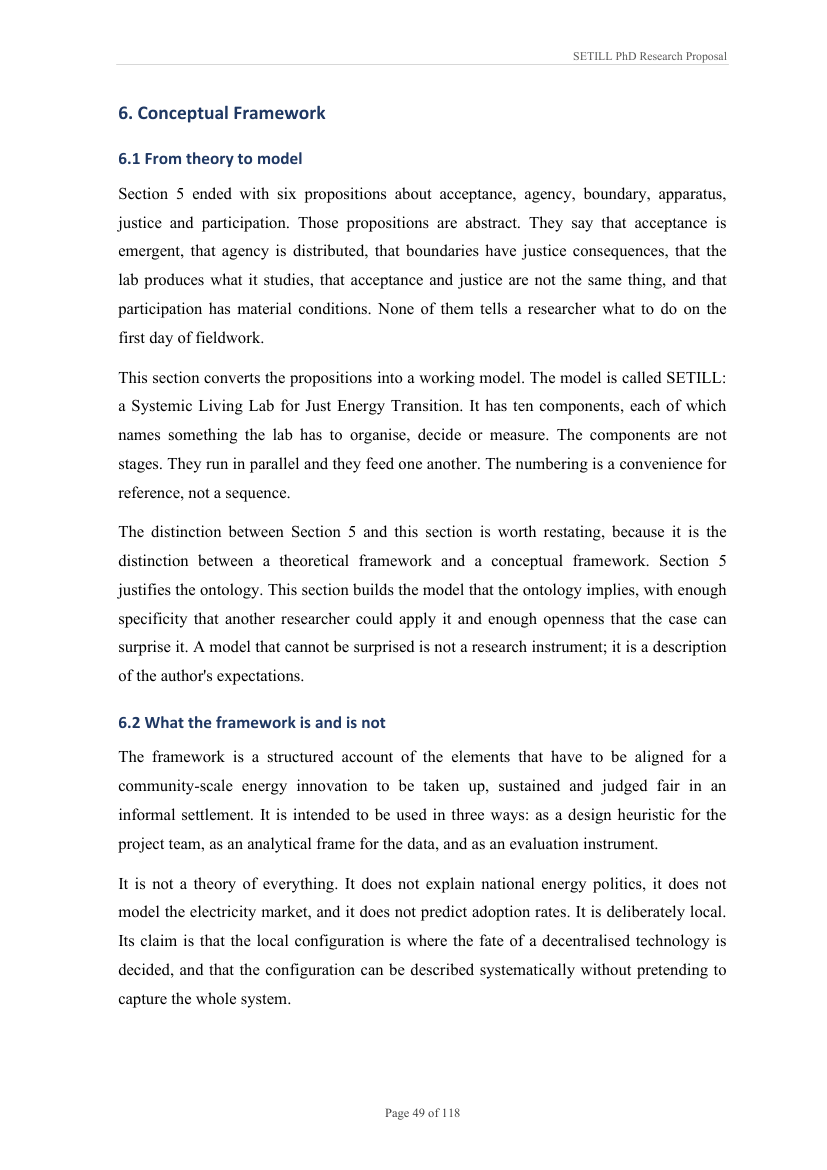 SETILL PhD Research Proposal
6. Conceptual Framework
6.1 From theory to model
Section 5 ended with six propositions about acceptance, agency, boundary, apparatus,
justice and participation. Those propositions are abstract. They say that acceptance is
emergent, that agency is distributed, that boundaries have justice consequences, that the
lab produces what it studies, that acceptance and justice are not the same thing, and that
participation has material conditions. None of them tells a researcher what to do on the
first day of fieldwork.
This section converts the propositions into a working model. The model is called SETILL:
a Systemic Living Lab for Just Energy Transition. It has ten components, each of which
names something the lab has to organise, decide or measure. The components are not
stages. They run in parallel and they feed one another. The numbering is a convenience for
reference, not a sequence.
The distinction between Section 5 and this section is worth restating, because it is the
distinction between a theoretical framework and a conceptual framework. Section 5
justifies the ontology. This section builds the model that the ontology implies, with enough
specificity that another researcher could apply it and enough openness that the case can
surprise it. A model that cannot be surprised is not a research instrument; it is a description
of the author's expectations.
6.2 What the framework is and is not
The framework is a structured account of the elements that have to be aligned for a
community-scale energy innovation to be taken up, sustained and judged fair in an
informal settlement. It is intended to be used in three ways: as a design heuristic for the
project team, as an analytical frame for the data, and as an evaluation instrument.
It is not a theory of everything. It does not explain national energy politics, it does not
model the electricity market, and it does not predict adoption rates. It is deliberately local.
Its claim is that the local configuration is where the fate of a decentralised technology is
decided, and that the configuration can be described systematically without pretending to
capture the whole system.
Page 49 of 118